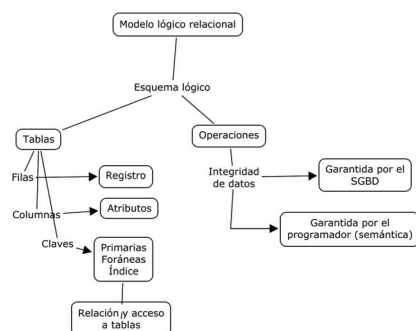 Modelo lógico relacional
Esquema lógico
Tablas
Operaciones
Filas
Registro
Integridad
de datos
Garantida por el
SGBD
Columnas
Atributos
Claves
Primarias
Foráneas
Índice
Garantida por el
programador (semántica)
Relación y acceso
a tablas